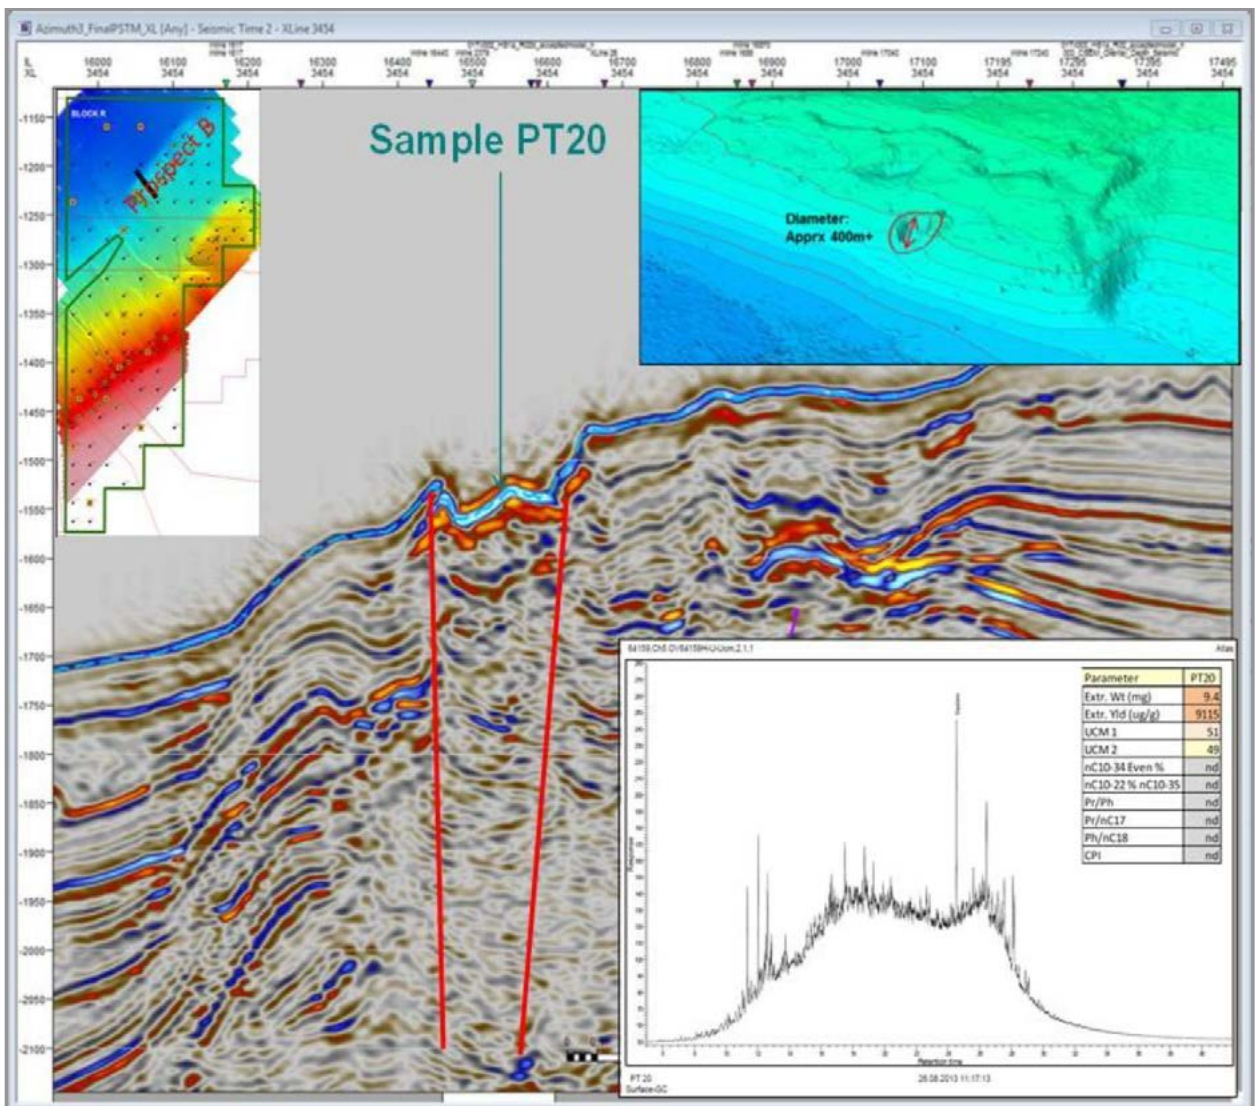 Azimuth3_FinalPSTM_XL [Any] - Seismic Time 2 - XLine 3454
IL 16000 16100 16200 16300 16400 16500 16600 16700 16800 16900 17000 17100 17195 17295 17395 17495
XL 3454 3454 3454 3454 3454 3454 3454 3454 3454 3454 3454 3454 3454 3454 3454 3454
BLOCK R
Prospect B
Sample PT20
Diameter:
Apprx 400m+
-1150
-1200
-1250
-1300
-1350
-1400
-1450
-1500
-1550
-1600
-1650
-1700
-1750
-1800
-1850
-1900
-1950
-2000
-2050
-2100
Atlas
Parameter PT20
Extr. Wt (mg) 9.4
Extr. Yld (ug/g) 9115
UCM 1 51
UCM 2 49
nC10-34 Even % nd
nC10-22 % nC10-35 nd
Pr/Ph nd
Pr/nC17 nd
Ph/nC18 nd
CPI nd
Response
Retention time
PT 20
26.08.2013 11:17:13
Surface-GC